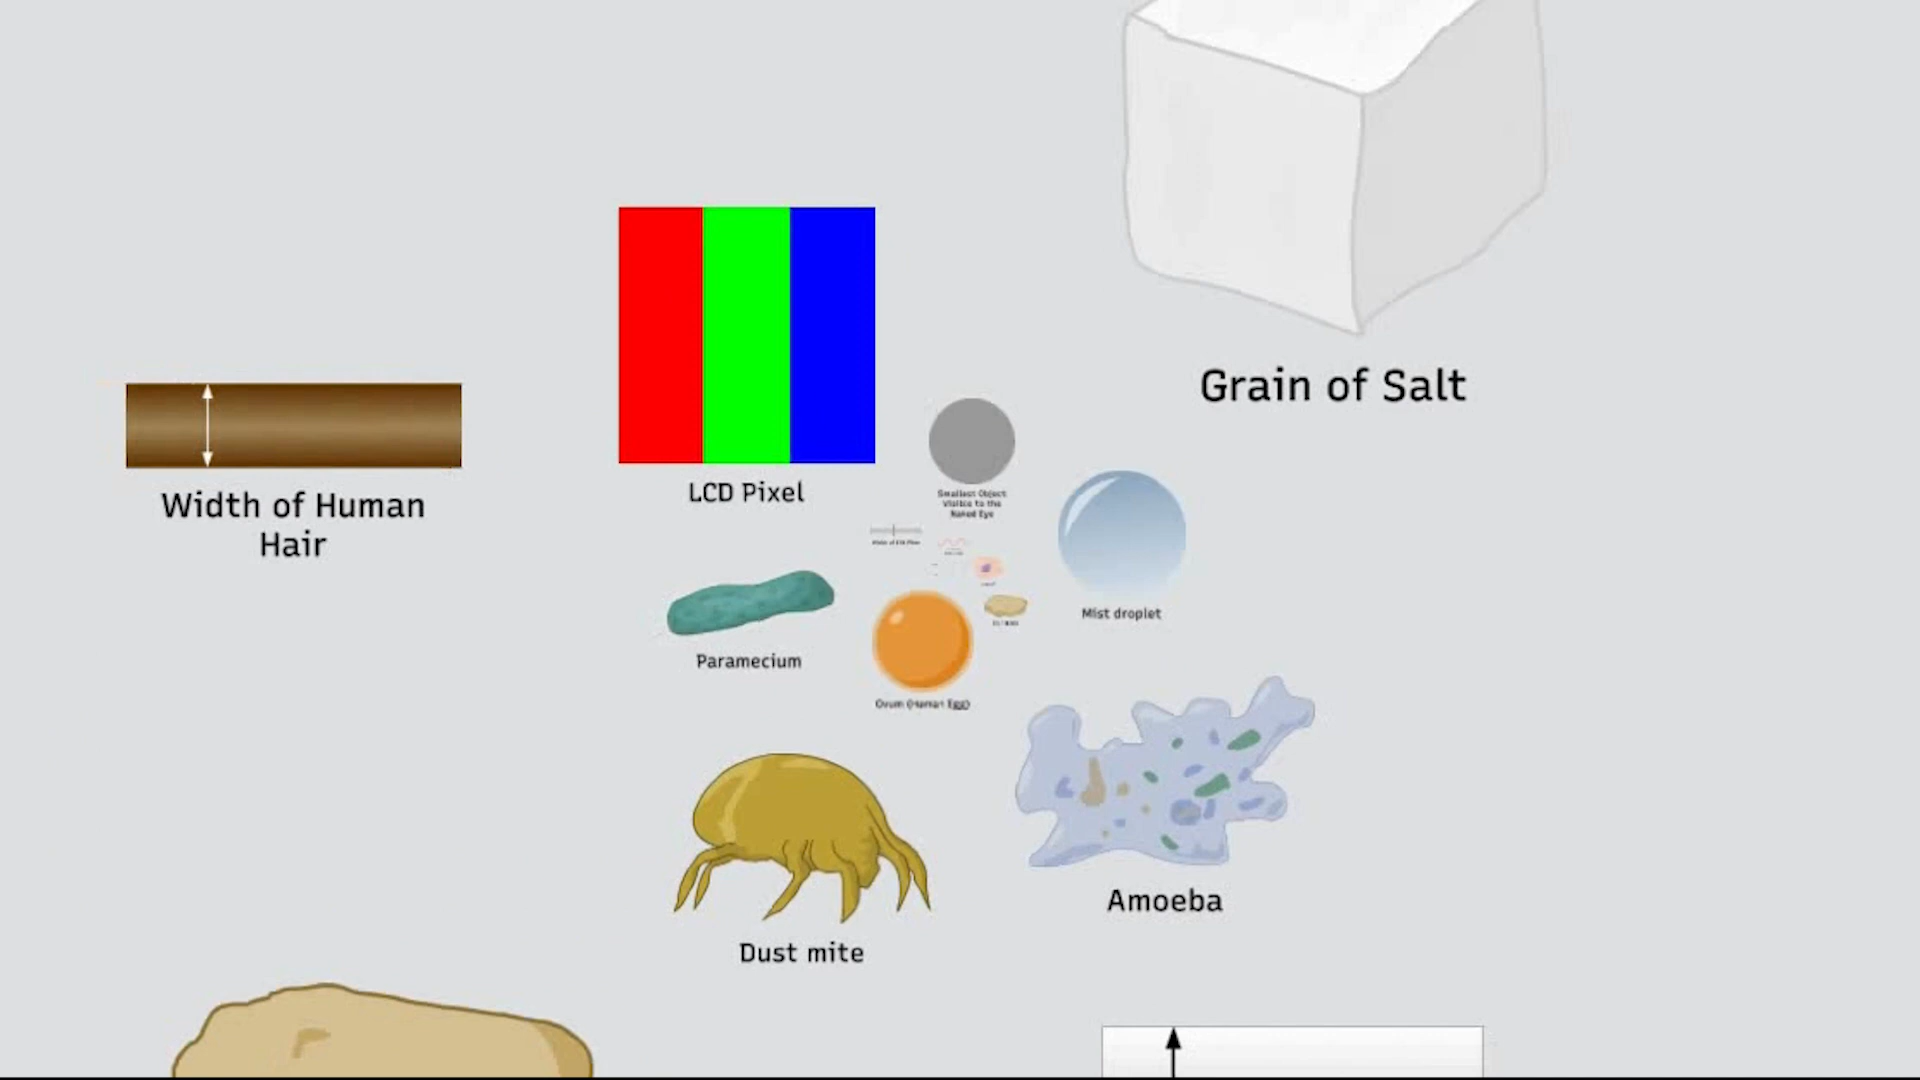 Grain of Salt
LCD Pixel
Width of Human
Hair
Smallest Object
Visible to the
Naked Eye
Mist droplet
Paramecium
Ovum (Human Egg)
Amoeba
Dust mite